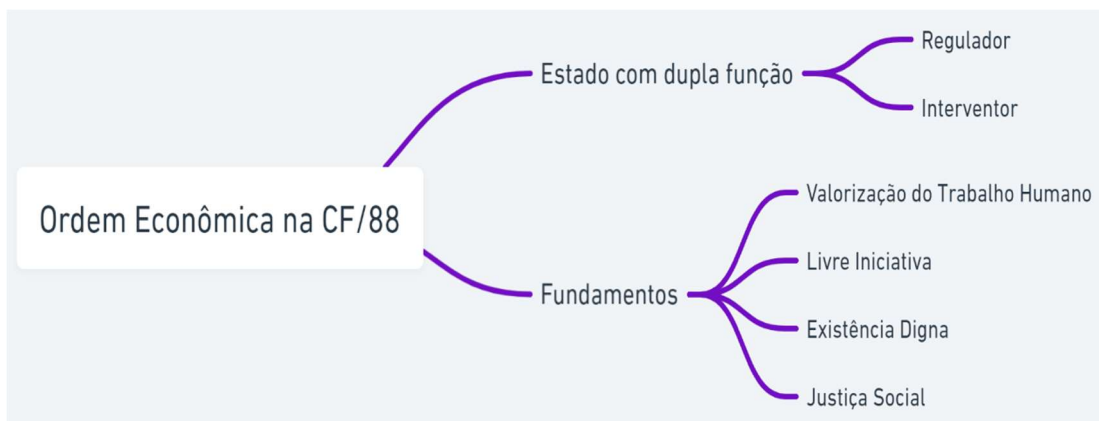 Ordem Econômica na CF/88
Estado com dupla função
Regulador
Interventor
Fundamentos
Valorização do Trabalho Humano
Livre Iniciativa
Existência Digna
Justiça Social